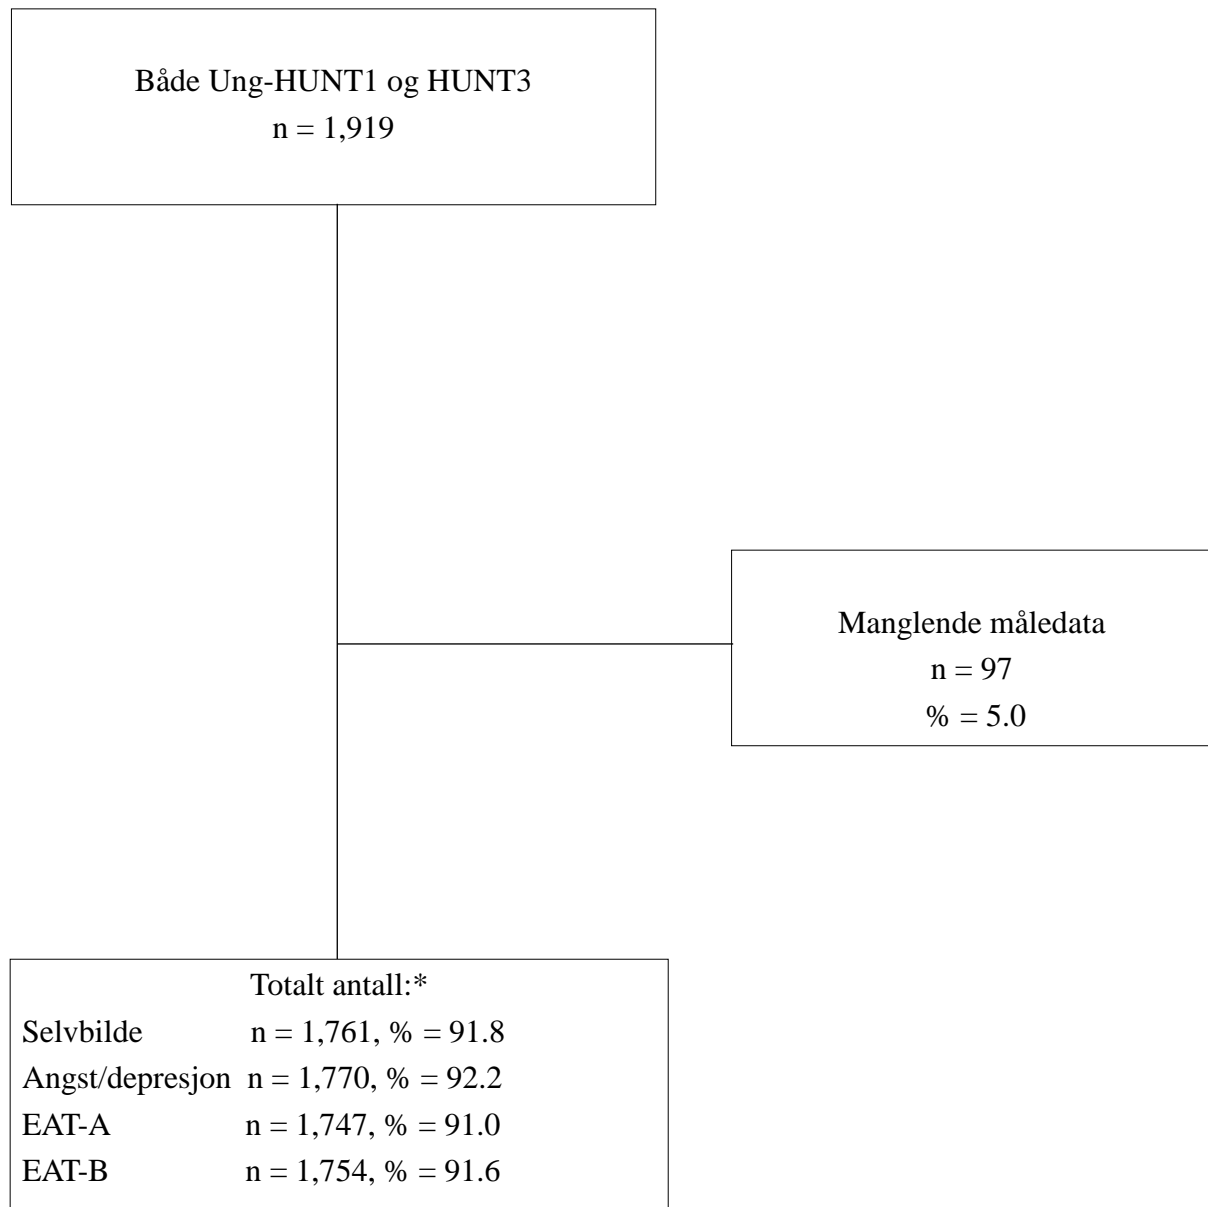 Både Ung-HUNT1 og HUNT3
n = 1,919
Manglende måledata
n = 97
% = 5.0
Totalt antall:*
Selvbilde n = 1,761, % = 91.8
Angst/depresjon n = 1,770, % = 92.2
EAT-A n = 1,747, % = 91.0
EAT-B n = 1,754, % = 91.6